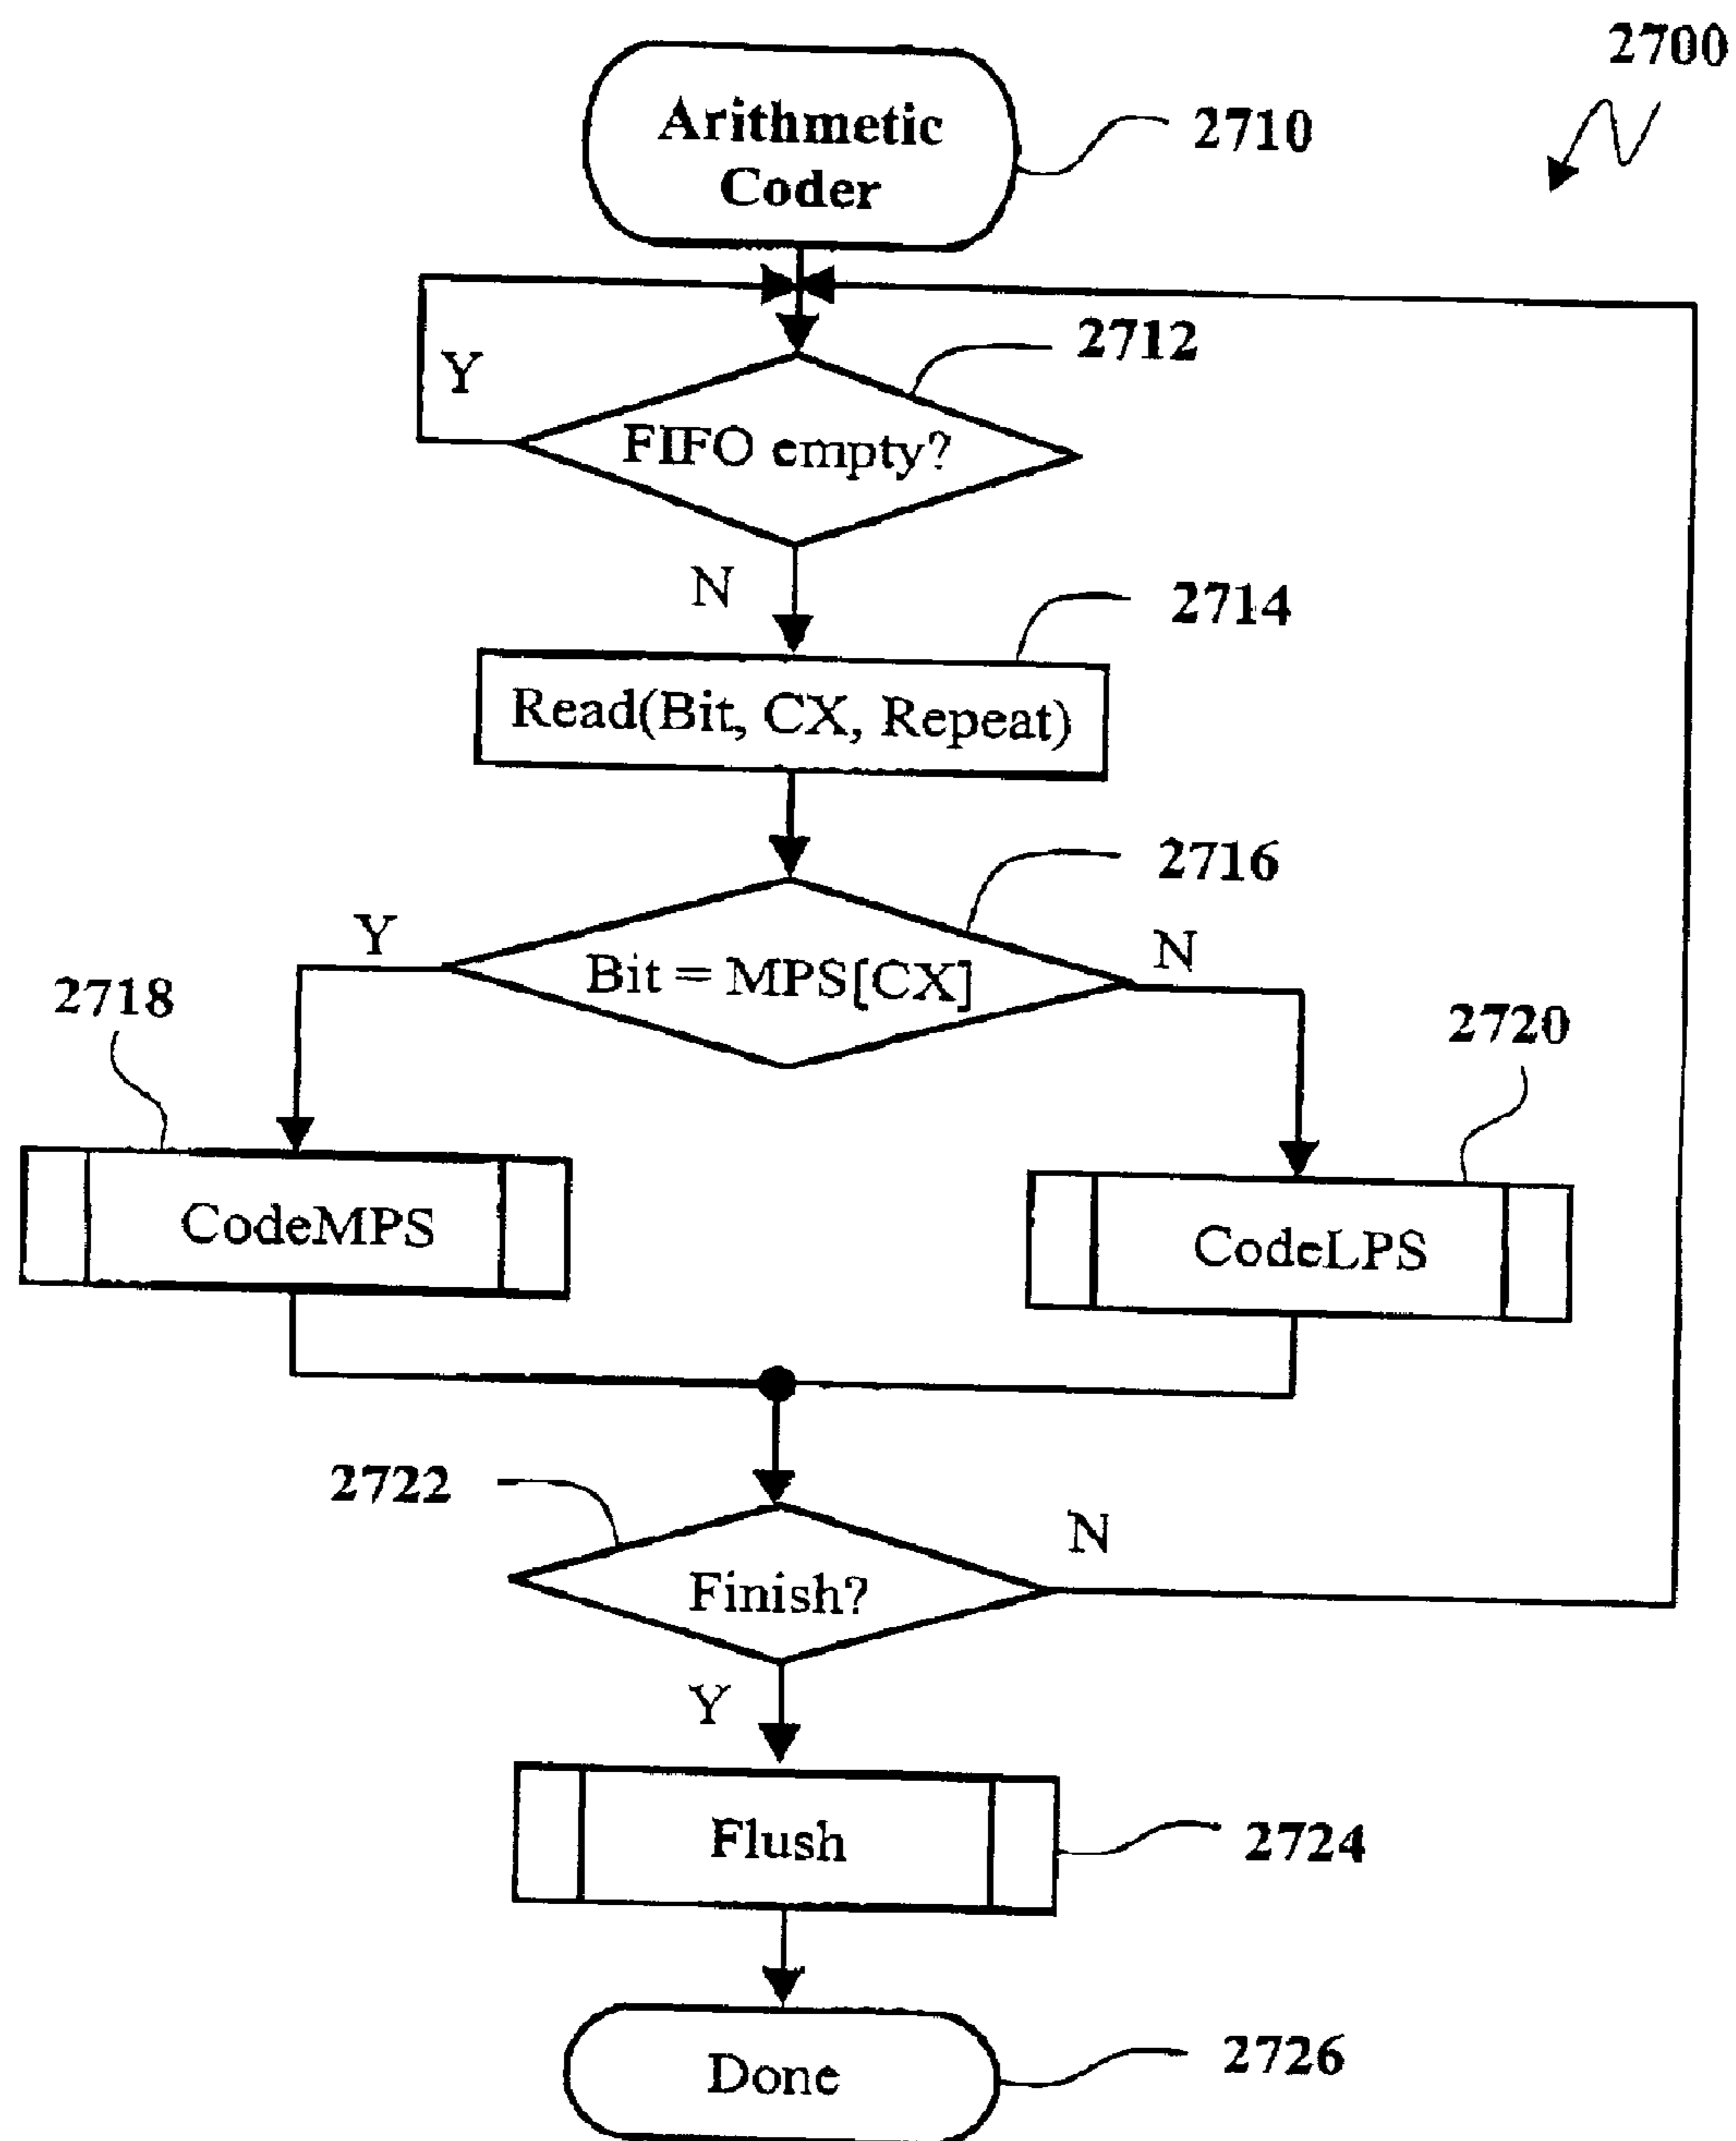 2700
Arithmetic
Coder
2710
2712
Y
FIFO empty?
N
2714
Read(Bit, CX, Repeat)
2716
Y
N
Bit = MPS[CX]
2718
2720
CodeMPS
CodeLPS
2722
N
Finish?
Y
Flush
2724
Done
2726